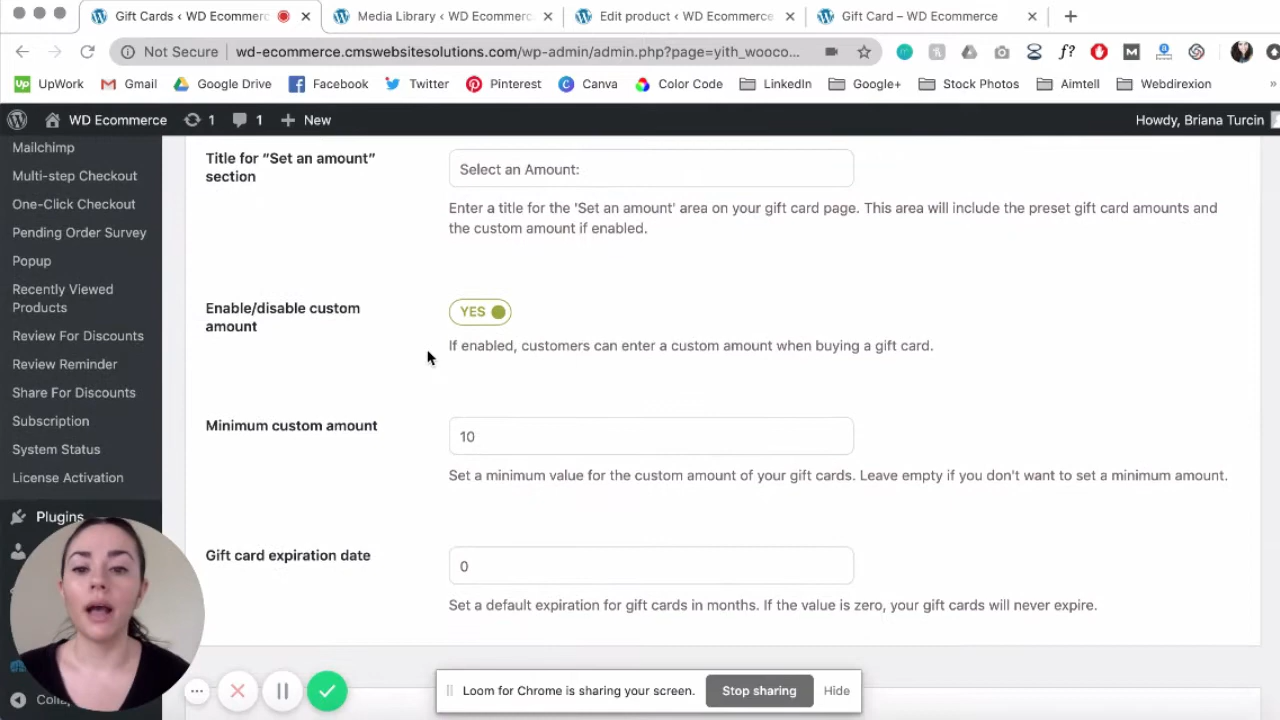 Gift Cards ‹ WD Ecommerc
Media Library ‹ WD Ecommerc
Edit product ‹ WD Ecommerce
Gift Card – WD Ecommerce
Not Secure
wd-ecommerce.cmswebsitesolutions.com/wp-admin/admin.php?page=yith_wooco...
f?
M
Up UpWork
Gmail
Google Drive
Facebook
Twitter
Pinterest
Canva
Color Code
LinkedIn
Google+
Stock Photos
Aimtell
Webdirexion
»
WD Ecommerce
1
1
New
Howdy, Briana Turcin
Mailchimp
Multi-step Checkout
One-Click Checkout
Pending Order Survey
Popup
Recently Viewed
Products
Review For Discounts
Review Reminder
Share For Discounts
Subscription
System Status
License Activation
Plugins
Title for “Set an amount”
section
Select an Amount:
Enter a title for the 'Set an amount' area on your gift card page. This area will include the preset gift card amounts and
the custom amount if enabled.
Enable/disable custom
amount
YES
If enabled, customers can enter a custom amount when buying a gift card.
Minimum custom amount
10
Set a minimum value for the custom amount of your gift cards. Leave empty if you don't want to set a minimum amount.
Gift card expiration date
0
Set a default expiration for gift cards in months. If the value is zero, your gift cards will never expire.
Loom for Chrome is sharing your screen.
Stop sharing
Hide